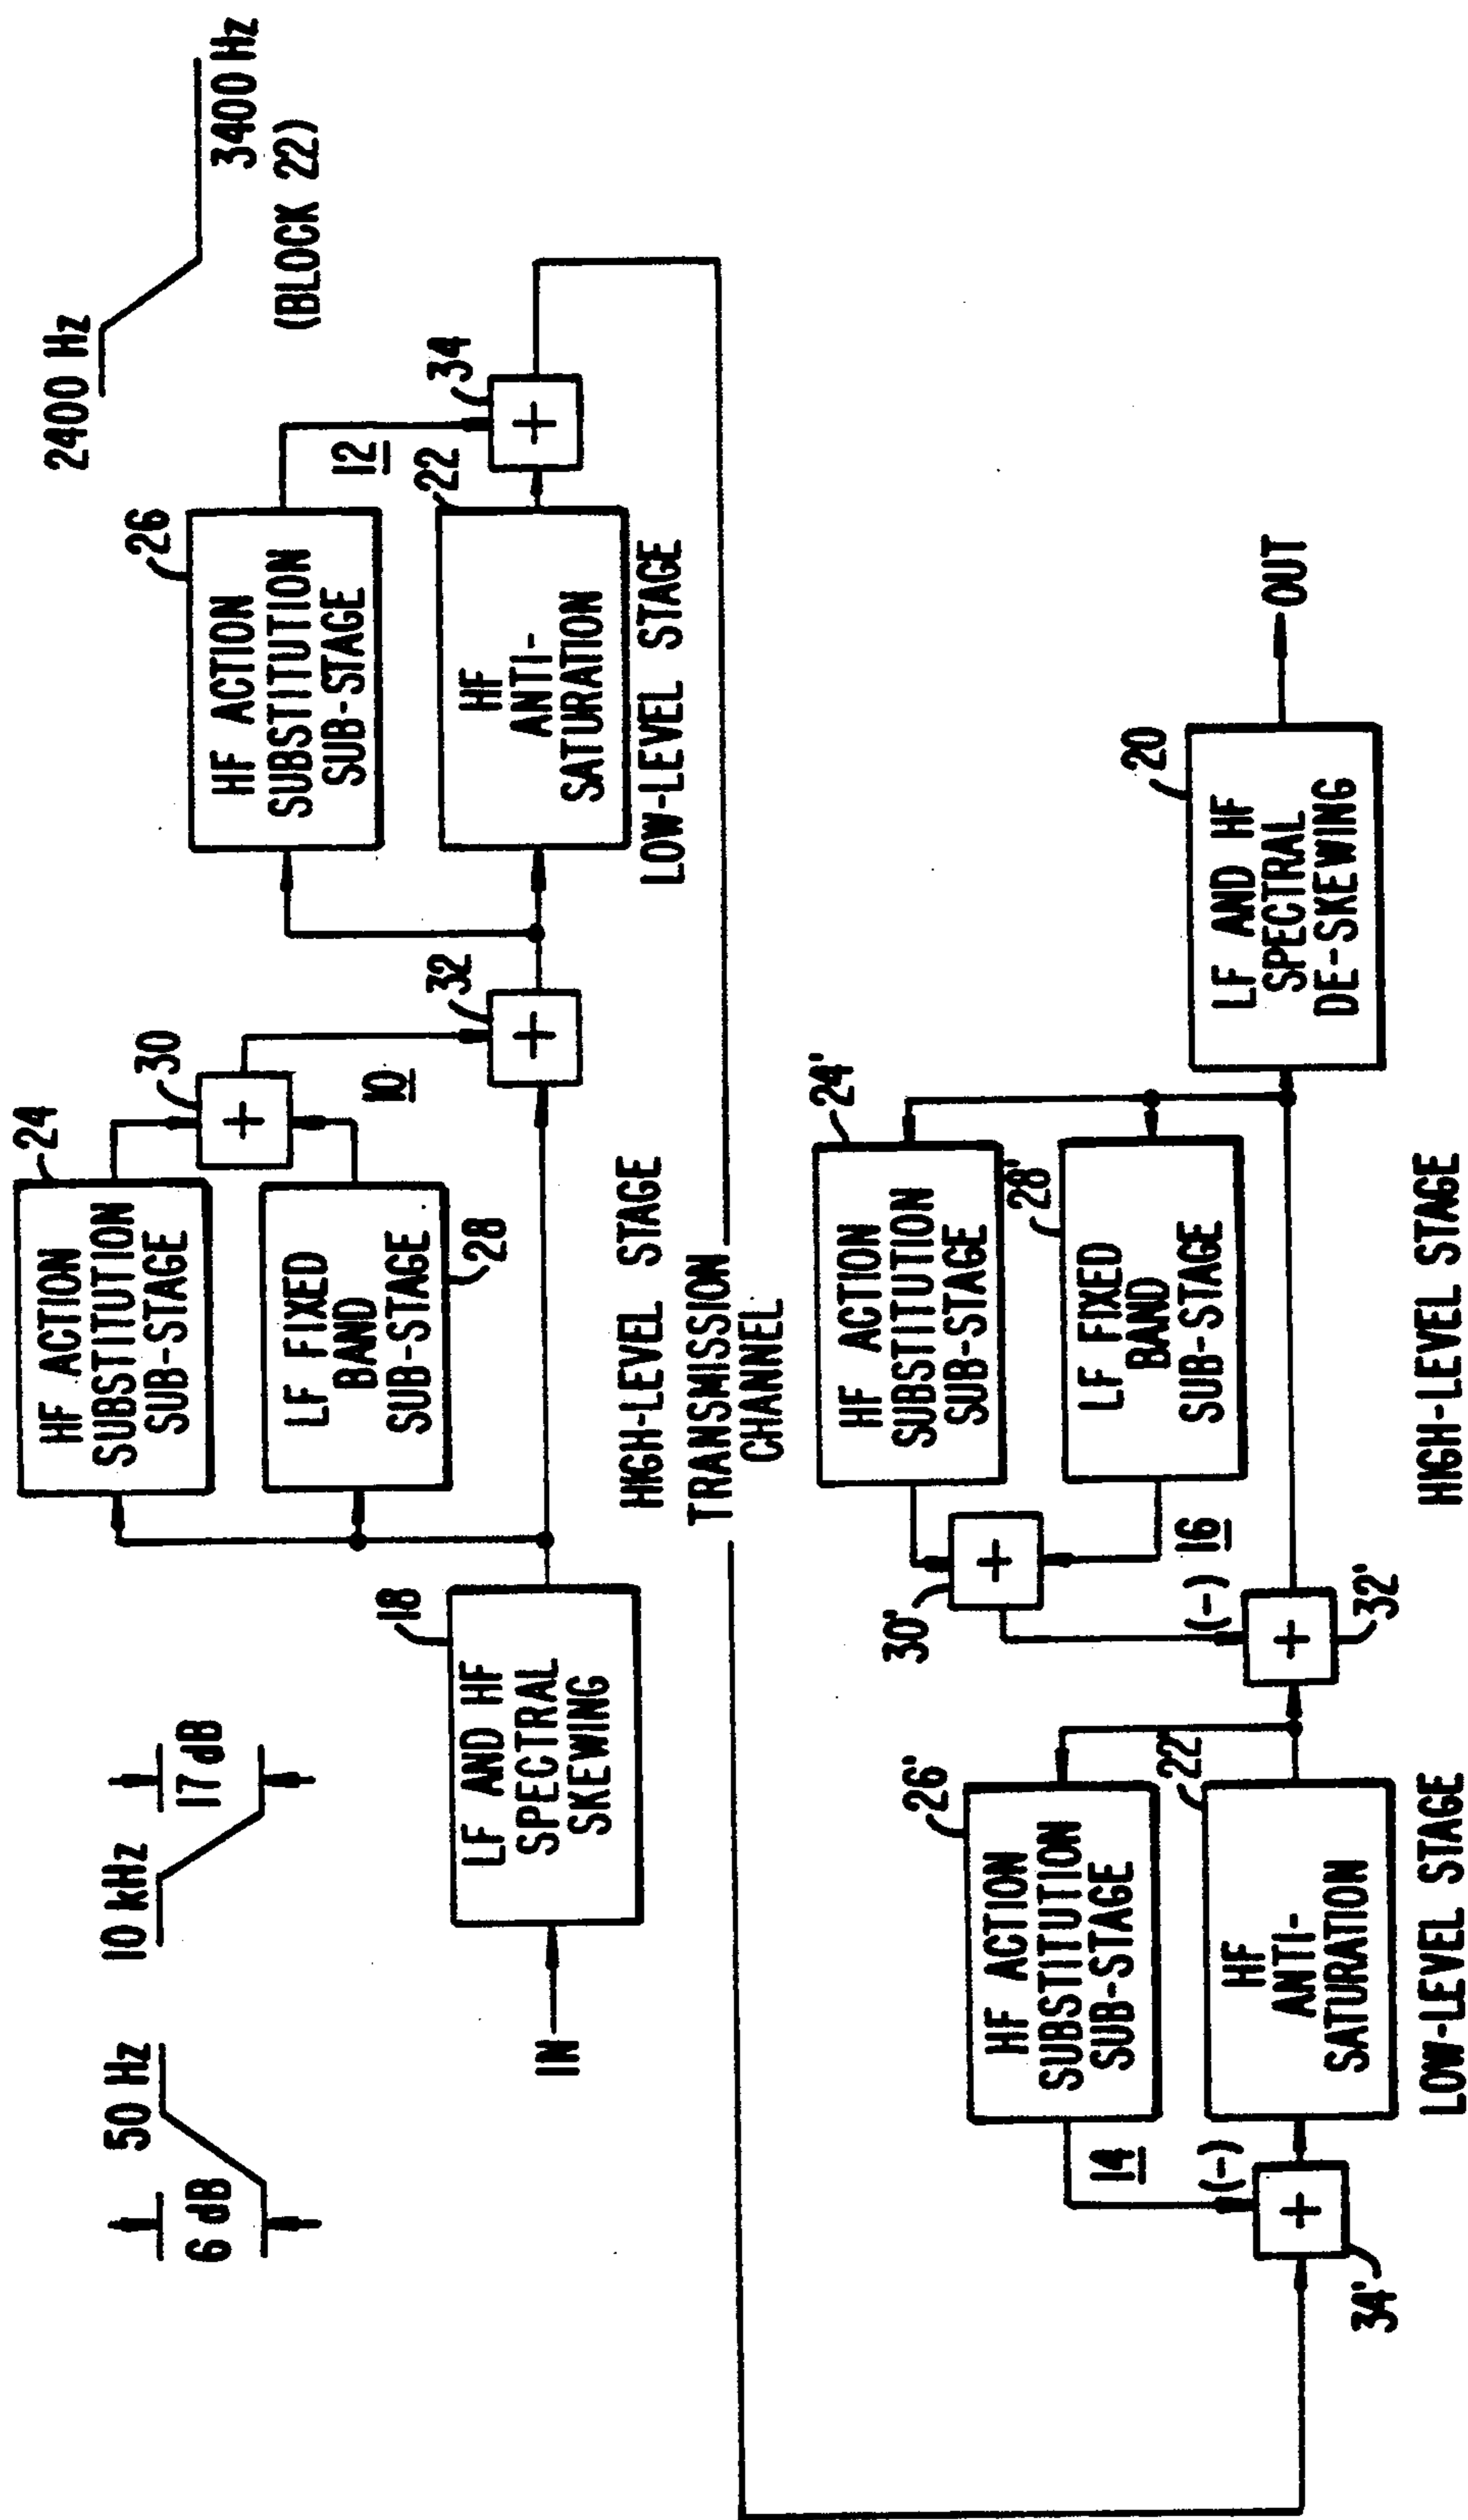 6 dB
50 Hz
10 kHz
17 dB
IN
LF AND HF
SPECTRAL
SKEWING
18
HF ACTION
SUBSTITUTION
SUB-STAGE
24
LF FIXED
BAND
SUB-STAGE
28
30
10
32
HIGH-LEVEL STAGE
HF ACTION
SUBSTITUTION
SUB-STAGE
26
12
HF
ANTI-
SATURATION
22
34
LOW-LEVEL STAGE
2400 Hz
3400 Hz
(BLOCK 22)
TRANSMISSION
CHANNEL
34'
(-)
14
HF ACTION
SUBSTITUTION
SUB-STAGE
26'
HF
ANTI-
SATURATION
22'
LOW-LEVEL STAGE
32'
(-)
30'
16
HF ACTION
SUBSTITUTION
SUB-STAGE
24'
LF FIXED
BAND
SUB-STAGE
28'
HIGH-LEVEL STAGE
LF AND HF
SPECTRAL
DE-SKEWING
20
OUT